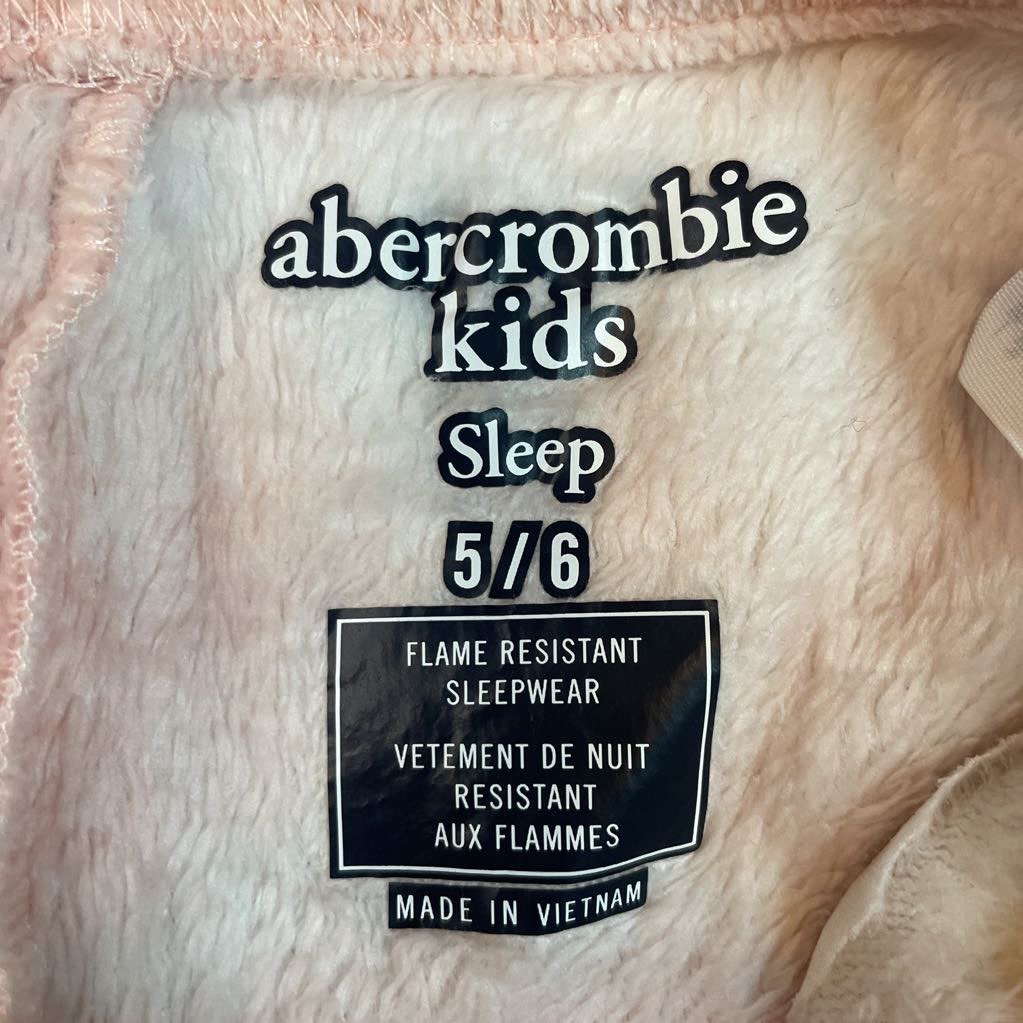 abercrombie
kids
Sleep
5/6
FLAME RESISTANT
SLEEPWEAR
VETEMENT DE NUIT
RESISTANT
AUX FLAMMES
MADE IN VIETNAM